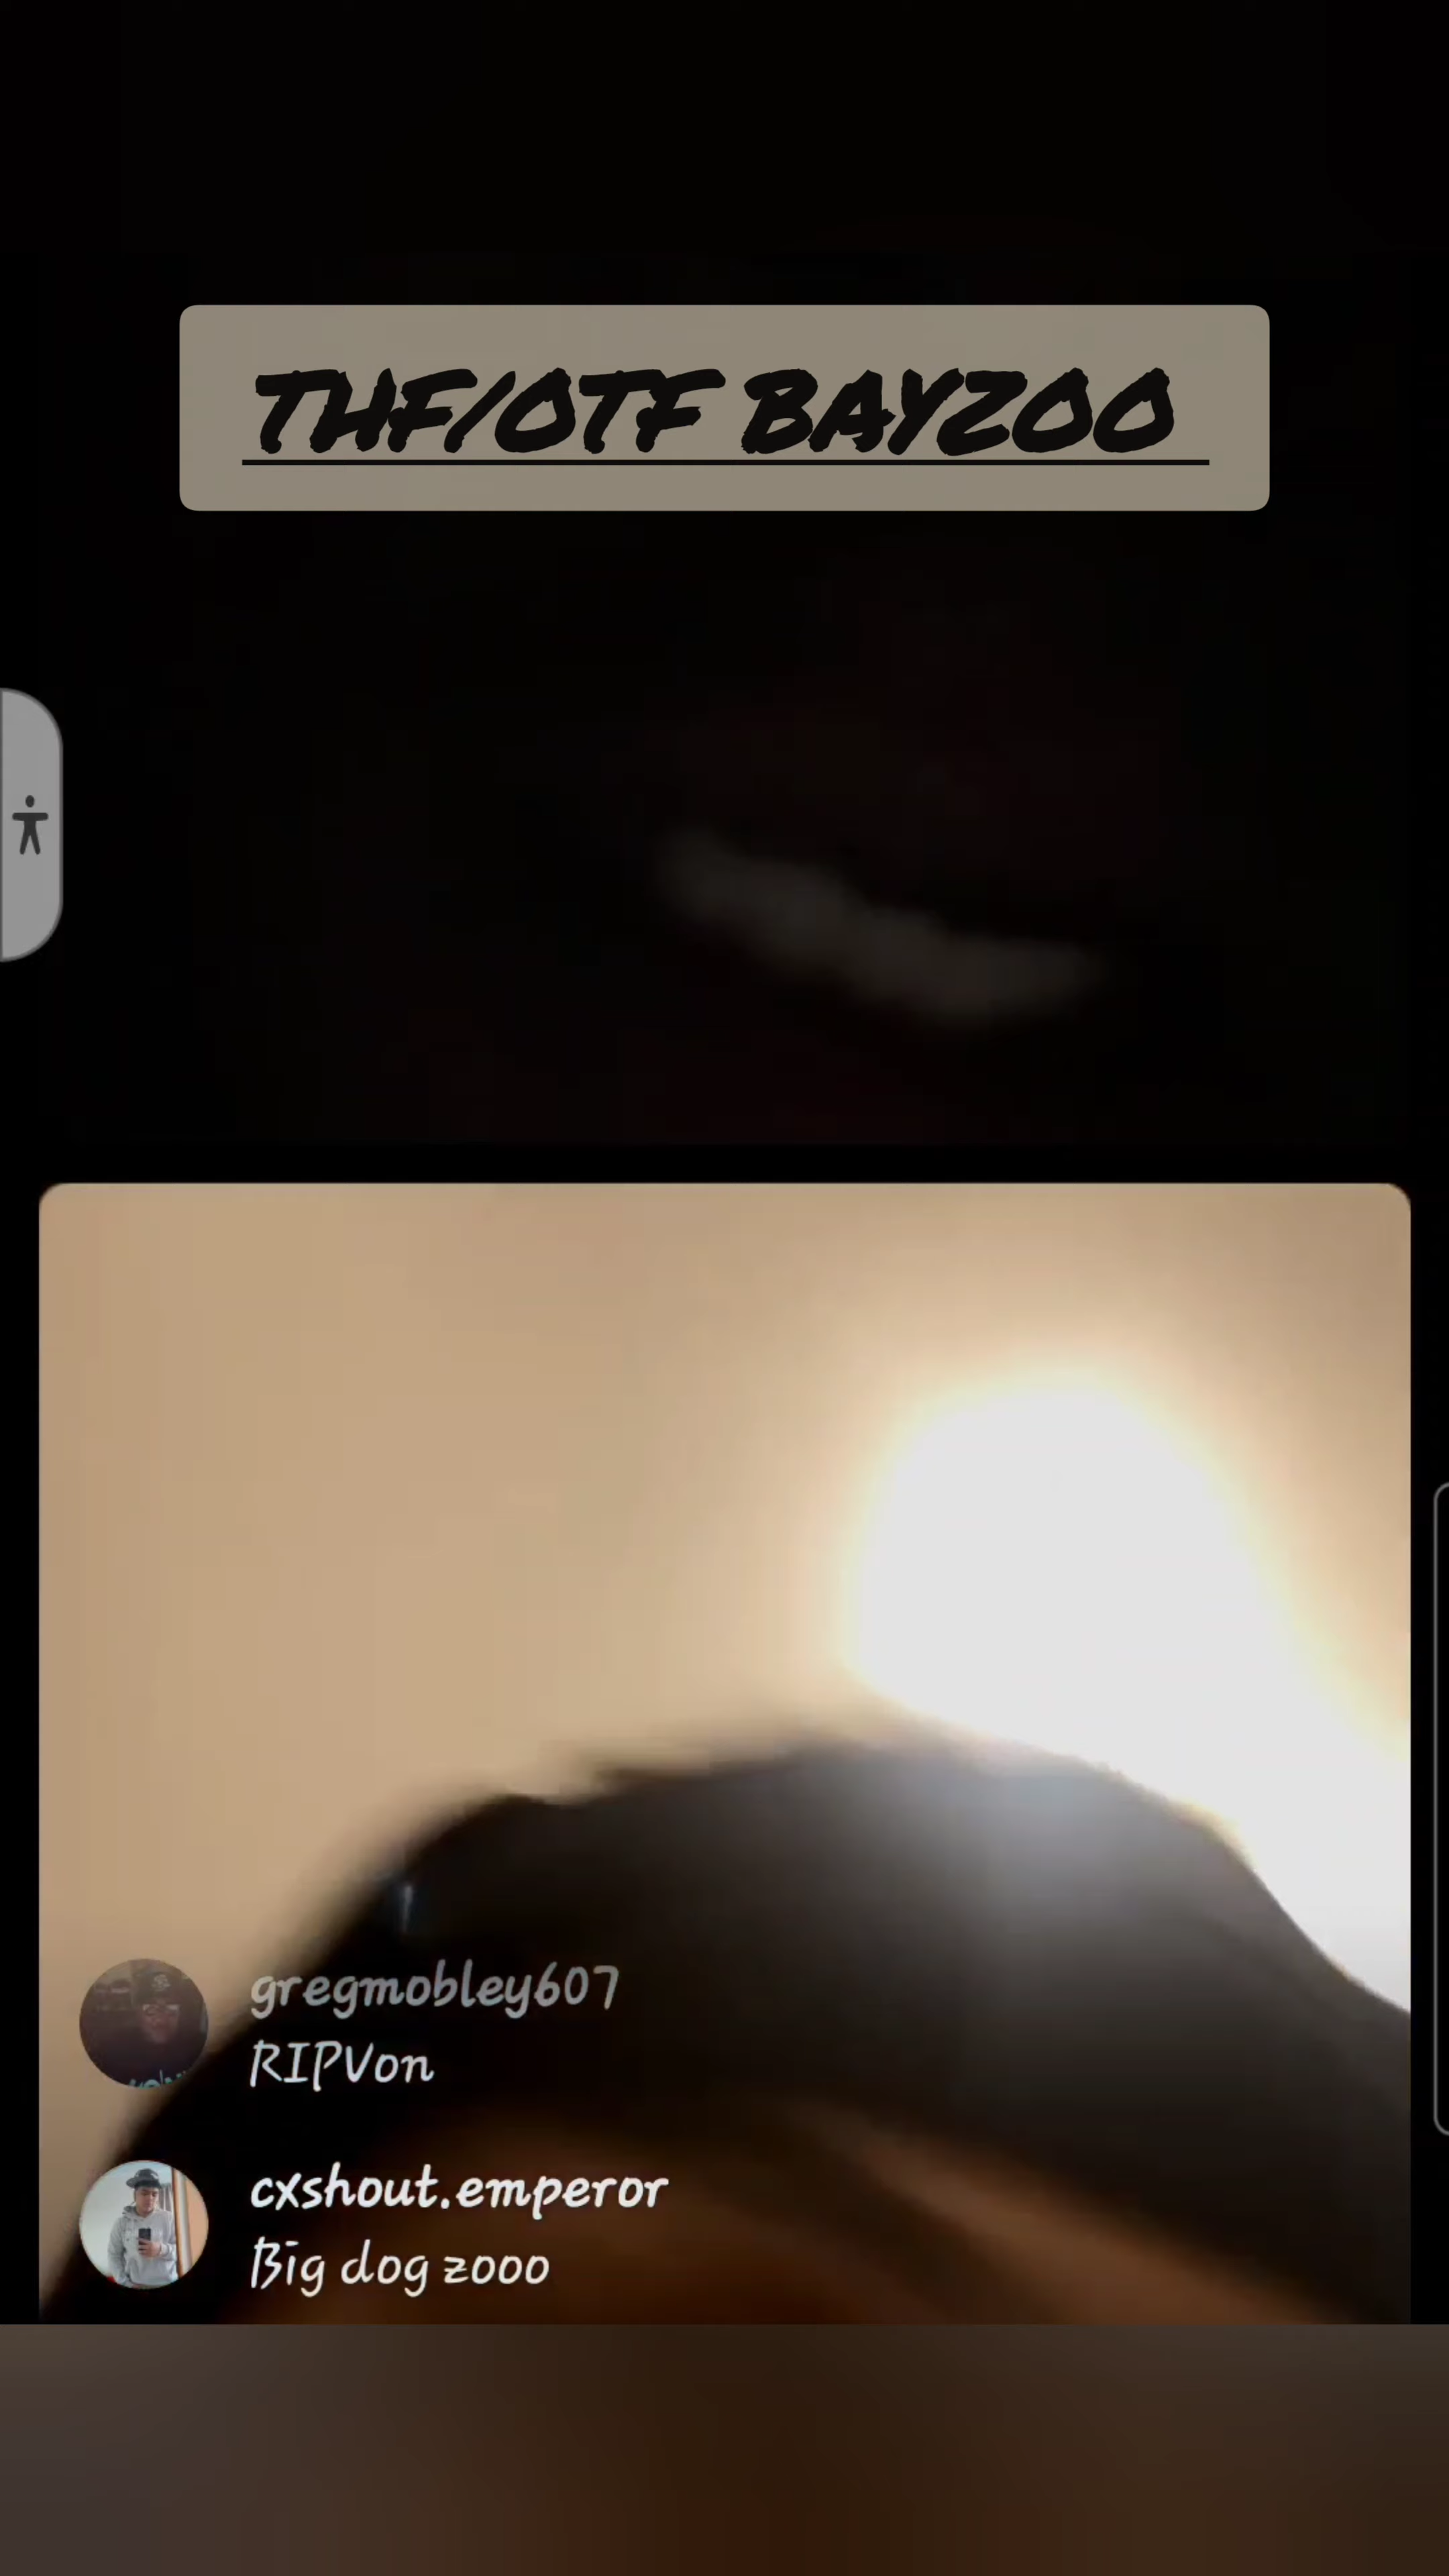 THF/OTF BAYZOO
gregmobley607
RIPVon
cxshout.emperor
Big dog zooo